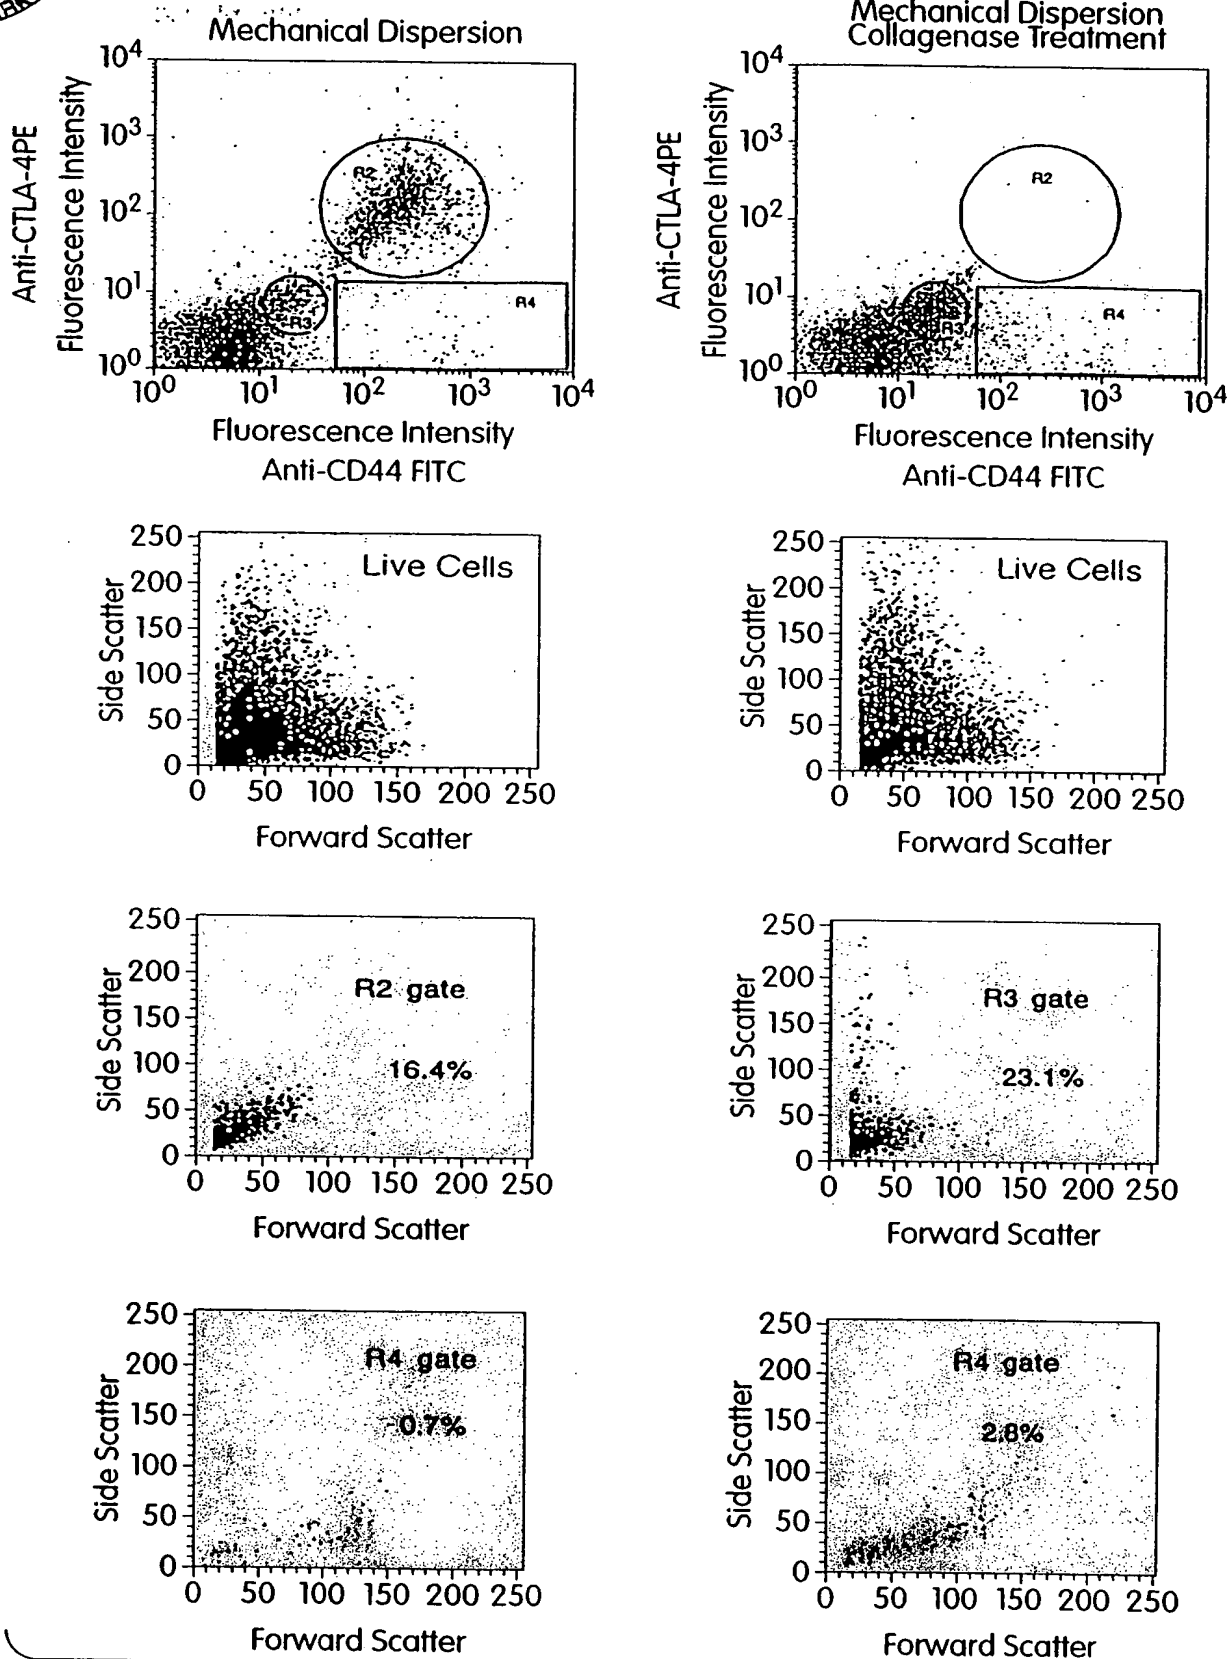 Mechanical Dispersion
10⁴
10³
10²
10¹
10⁰
Anti-CTLA-4PE
Fluorescence Intensity
R2
R3
R4
10⁰ 10¹ 10² 10³ 10⁴
Fluorescence Intensity
Anti-CD44 FITC
Mechanical Dispersion
Collagenase Treatment
10⁴
10³
10²
10¹
10⁰
Anti-CTLA-4PE
Fluorescence Intensity
R2
R3
R4
10⁰ 10¹ 10² 10³ 10⁴
Fluorescence Intensity
Anti-CD44 FITC
250
200
150
100
50
0
Side Scatter
Live Cells
0 50 100 150 200 250
Forward Scatter
250
200
150
100
50
0
Side Scatter
Live Cells
0 50 100 150 200 250
Forward Scatter
250
200
150
100
50
0
Side Scatter
R2 gate
16.4%
0 50 100 150 200 250
Forward Scatter
250
200
150
100
50
0
Side Scatter
R3 gate
23.1%
0 50 100 150 200 250
Forward Scatter
250
200
150
100
50
0
Side Scatter
R4 gate
0.7%
0 50 100 150 200 250
Forward Scatter
250
200
150
100
50
0
Side Scatter
R4 gate
2.8%
0 50 100 150 200 250
Forward Scatter